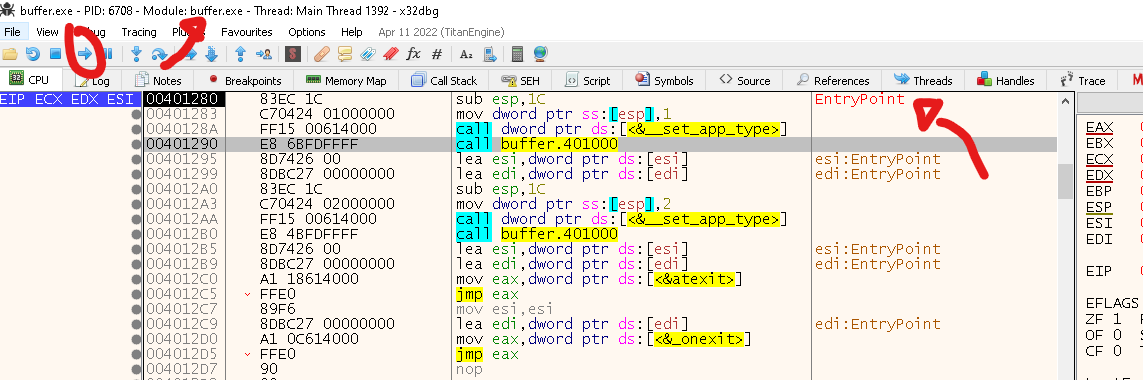 buffer.exe - PID: 6708 - Module: buffer.exe - Thread: Main Thread 1392 - x32dbg
File View Debug Tracing Plugins Favourites Options Help Apr 11 2022 (TitanEngine)
CPU Log Notes Breakpoints Memory Map Call Stack SEH Script Symbols Source References Threads Handles Trace
EIP ECX EDX ESI 00401280 83EC 1C sub esp,1C EntryPoint
00401283 C70424 01000000 mov dword ptr ss:[esp],1
0040128A FF15 00614000 call dword ptr ds:[<&__set_app_type>]
00401290 E8 6BFDFFFF call buffer.401000
00401295 8D7426 00 lea esi,dword ptr ds:[esi] esi:EntryPoint
00401299 8DBC27 00000000 lea edi,dword ptr ds:[edi] edi:EntryPoint
004012A0 83EC 1C sub esp,1C
004012A3 C70424 02000000 mov dword ptr ss:[esp],2
004012AA FF15 00614000 call dword ptr ds:[<&__set_app_type>]
004012B0 E8 4BFDFFFF call buffer.401000
004012B5 8D7426 00 lea esi,dword ptr ds:[esi] esi:EntryPoint
004012B9 8DBC27 00000000 lea edi,dword ptr ds:[edi] edi:EntryPoint
004012C0 A1 18614000 mov eax,dword ptr ds:[<&atexit>]
004012C5 FFE0 jmp eax
004012C7 89F6 mov esi,esi
004012C9 8DBC27 00000000 lea edi,dword ptr ds:[edi] edi:EntryPoint
004012D0 A1 0C614000 mov eax,dword ptr ds:[<&_onexit>]
004012D5 FFE0 jmp eax
004012D7 90 nop
EAX
EBX
ECX
EDX
EBP
ESP
ESI
EDI
EIP
EFLAGS
ZF 1
OF 0
CF 0